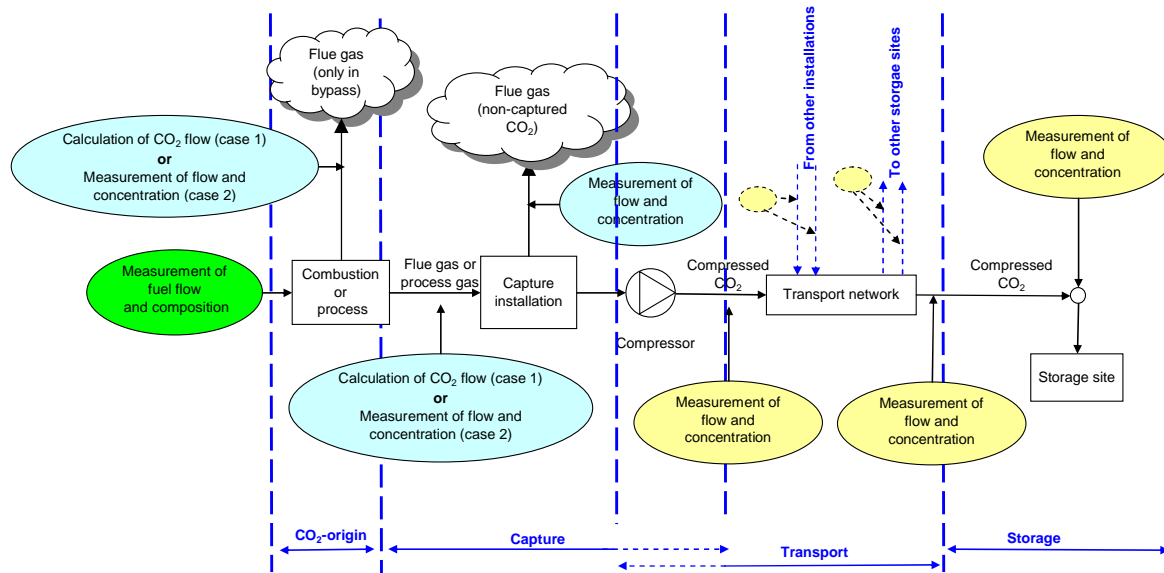 Flue gas
(only in
bypass)
Flue gas
(non-captured
CO₂)
From other installations
To other storgae sites
Measurement of
flow and
concentration
Calculation of CO₂ flow (case 1)
or
Measurement of flow and
concentration (case 2)
Measurement of
flow and
concentration
Measurement of
fuel flow
and composition
Combustion
or
process
Flue gas or
process gas
Capture
installation
Compressor
Compressed
CO₂
Transport network
Compressed
CO₂
Storage site
Calculation of CO₂ flow (case 1)
or
Measurement of flow and
concentration (case 2)
Measurement of
flow and
concentration
Measurement of
flow and
concentration
CO₂-origin
Capture
Transport
Storage